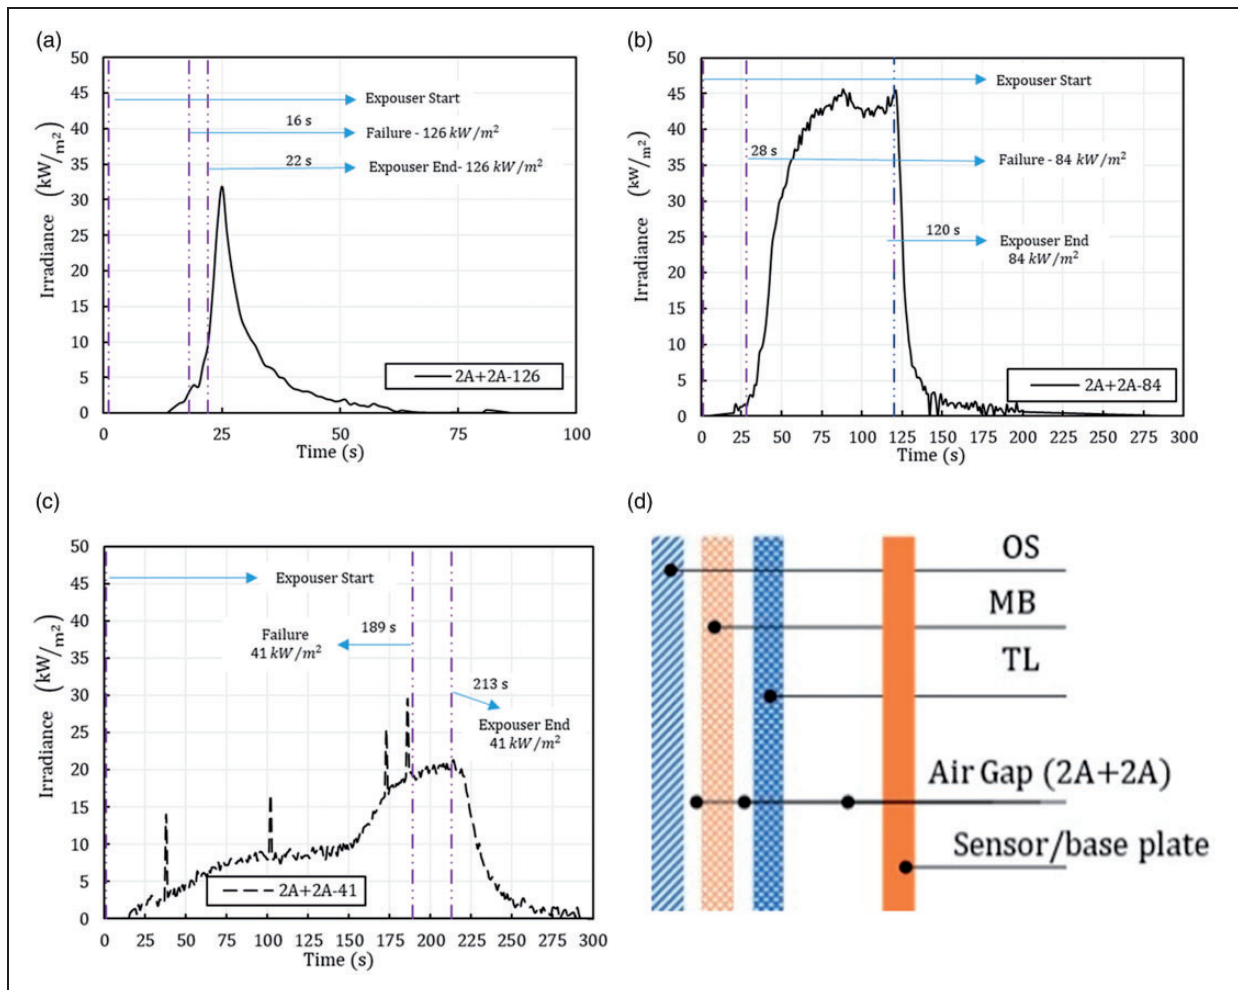 (a)
50
45
40
35
30
25
20
15
10
5
0
Irradiance (kW/m²)
Expouser Start
16 s
Failure - 126 kW/m²
22 s
Expouser End- 126 kW/m²
2A+2A-126
0 25 50 75 100
Time (s)
(b)
50
45
40
35
30
25
20
15
10
5
0
Irradiance (kW/m²)
Expouser Start
28 s
Failure - 84 kW/m²
120 s
Expouser End
84 kW/m²
2A+2A-84
0 25 50 75 100 125 150 175 200 225 250 275 300
Time (s)
(c)
50
45
40
35
30
25
20
15
10
5
0
Irradiance (kW/m²)
Expouser Start
189 s
Failure
41 kW/m²
213 s
Expouser End
41 kW/m²
2A+2A-41
0 25 50 75 100 125 150 175 200 225 250 275 300
Time (s)
(d)
OS
MB
TL
Air Gap (2A+2A)
Sensor/base plate